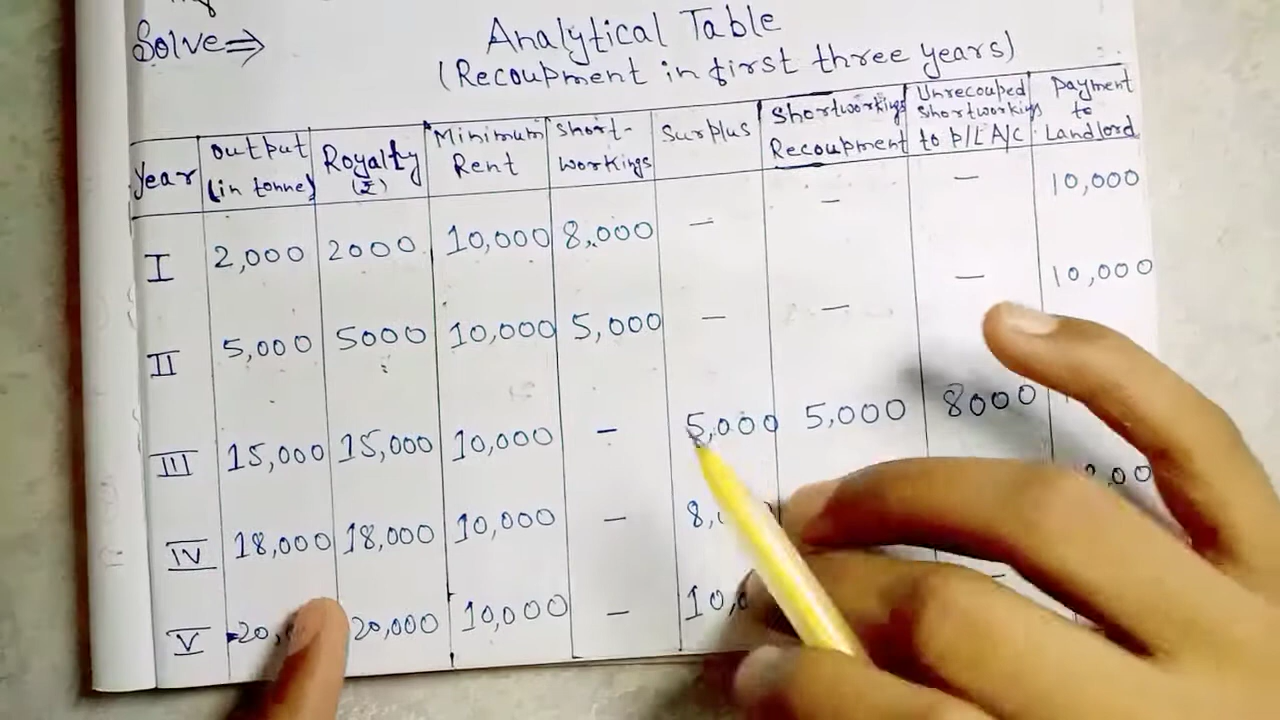 Solve⇒
Analytical Table
(Recoupment in first three years)
Year | Output (in tonne) | Royalty (₹) | Minimum Rent | Short-workings | Surplus | Shortworkings Recoupment | Unrecouped Shortworkings to P/L A/C | Payment to Landlord
I | 2,000 | 2000 | 10,000 | 8,000 | — | — | — | 10,000
II | 5,000 | 5000 | 10,000 | 5,000 | — | — | — | 10,000
III | 15,000 | 15,000 | 10,000 | - | 5,000 | 5,000 | 8000
IV | 18,000 | 18,000 | 10,000 | -
V | 20,000 | 10,000 | -